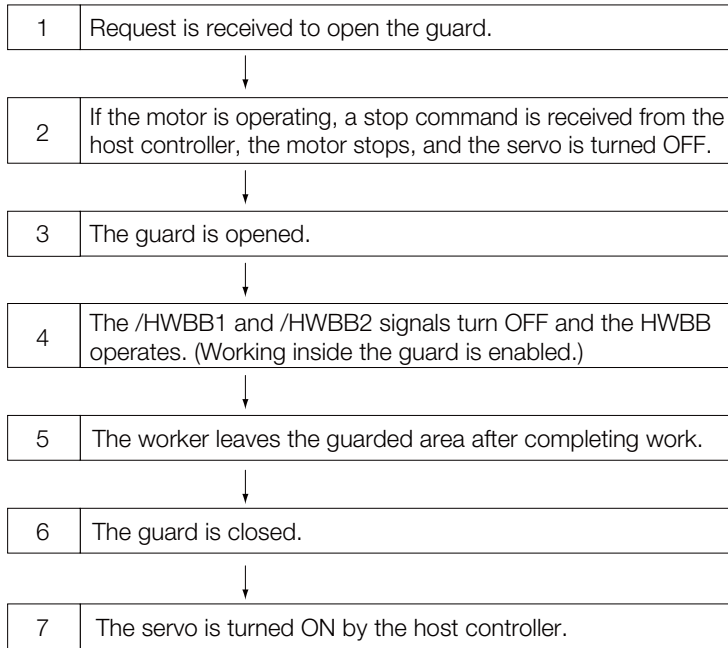 1 Request is received to open the guard.
2 If the motor is operating, a stop command is received from the
host controller, the motor stops, and the servo is turned OFF.
3 The guard is opened.
4 The /HWBB1 and /HWBB2 signals turn OFF and the HWBB
operates. (Working inside the guard is enabled.)
5 The worker leaves the guarded area after completing work.
6 The guard is closed.
7 The servo is turned ON by the host controller.